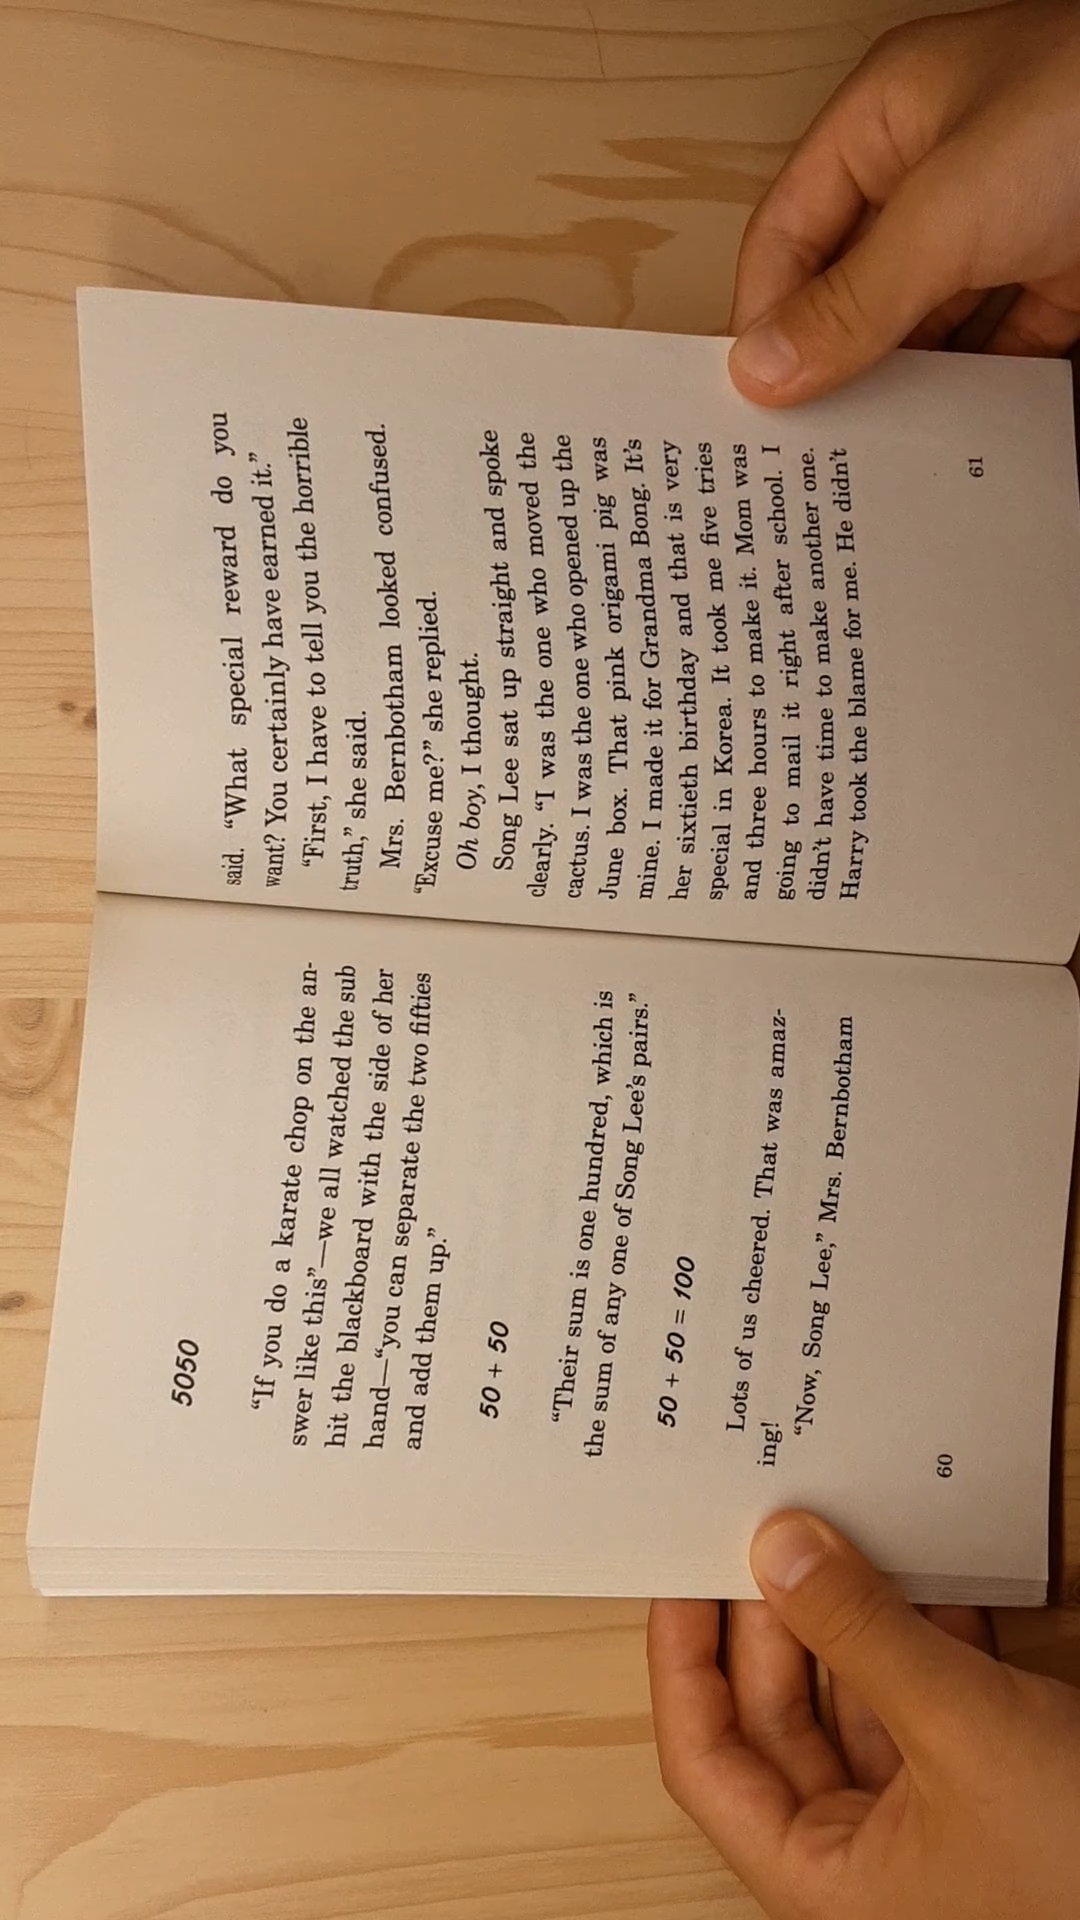 5050
“If you do a karate chop on the an-
swer like this”—we all watched the sub
hit the blackboard with the side of her
hand—“you can separate the two fifties
and add them up.”
50 + 50
“Their sum is one hundred, which is
the sum of any one of Song Lee’s pairs.”
50 + 50 = 100
Lots of us cheered. That was amaz-
ing!
“Now, Song Lee,” Mrs. Bernbotham
60
said. “What special reward do you
want? You certainly have earned it.”
“First, I have to tell you the horrible
truth,” she said.
Mrs. Bernbotham looked confused.
“Excuse me?” she replied.
Oh boy, I thought.
Song Lee sat up straight and spoke
clearly. “I was the one who moved the
cactus. I was the one who opened up the
June box. That pink origami pig was
mine. I made it for Grandma Bong. It’s
her sixtieth birthday and that is very
special in Korea. It took me five tries
and three hours to make it. Mom was
going to mail it right after school. I
didn’t have time to make another one.
Harry took the blame for me. He didn’t
61